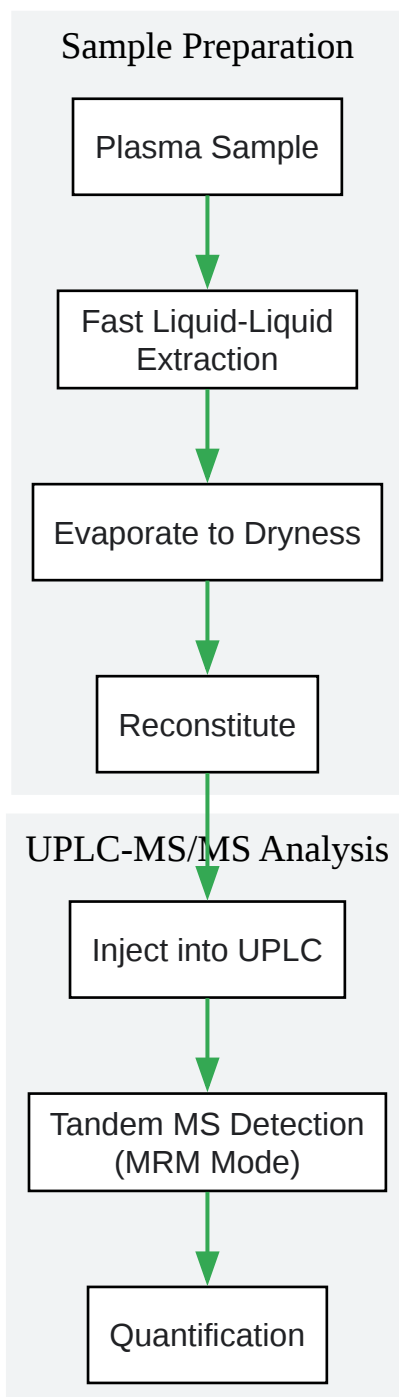 Sample Preparation
Plasma Sample
Fast Liquid-Liquid
Extraction
Evaporate to Dryness
Reconstitute
UPLC-MS/MS Analysis
Inject into UPLC
Tandem MS Detection
(MRM Mode)
Quantification